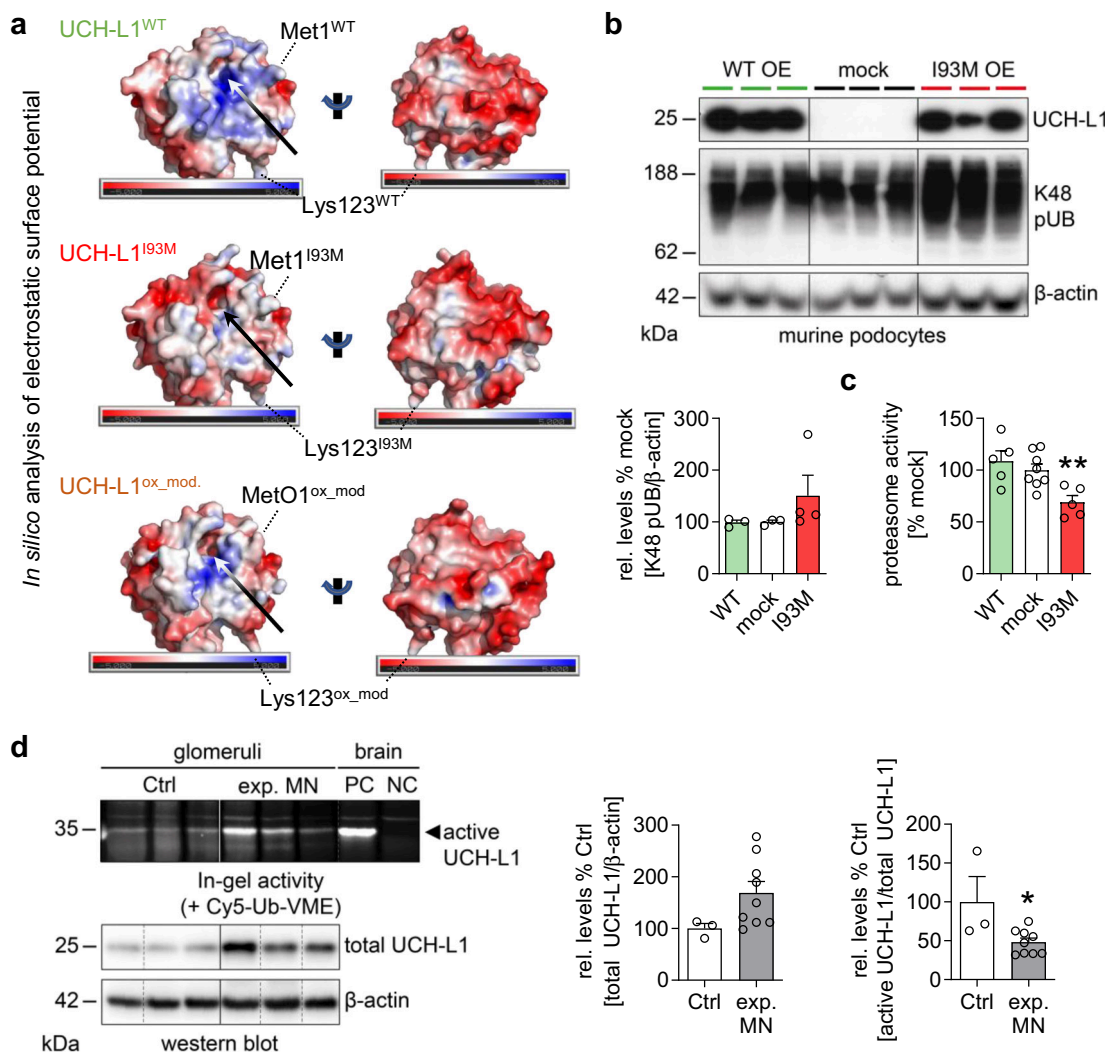 a
In silico analysis of electrostatic surface potential
UCH-L1WT
Met1WT
Lys123WT
UCH-L1I93M
Met1I93M
Lys123I93M
UCH-L1ox_mod.
MetO1ox_mod
Lys123ox_mod
b
WT OE mock I93M OE
25 UCH-L1
188
K48
pUB
62
42 β-actin
kDa murine podocytes
rel. levels % mock
[K48 pUB/β-actin]
300
200
100
0
WT mock I93M
c
proteasome activity
[% mock]
150
100
50
0
**
WT mock I93M
d
glomeruli brain
Ctrl exp. MN PC NC
35 active
UCH-L1
In-gel activity
(+ Cy5-Ub-VME)
25 total UCH-L1
42 β-actin
kDa western blot
rel. levels % Ctrl
[total UCH-L1/β-actin]
300
200
100
0
Ctrl exp.
MN
rel. levels % Ctrl
[active UCH-L1/total UCH-L1]
200
150
100
50
0
*
Ctrl exp.
MN